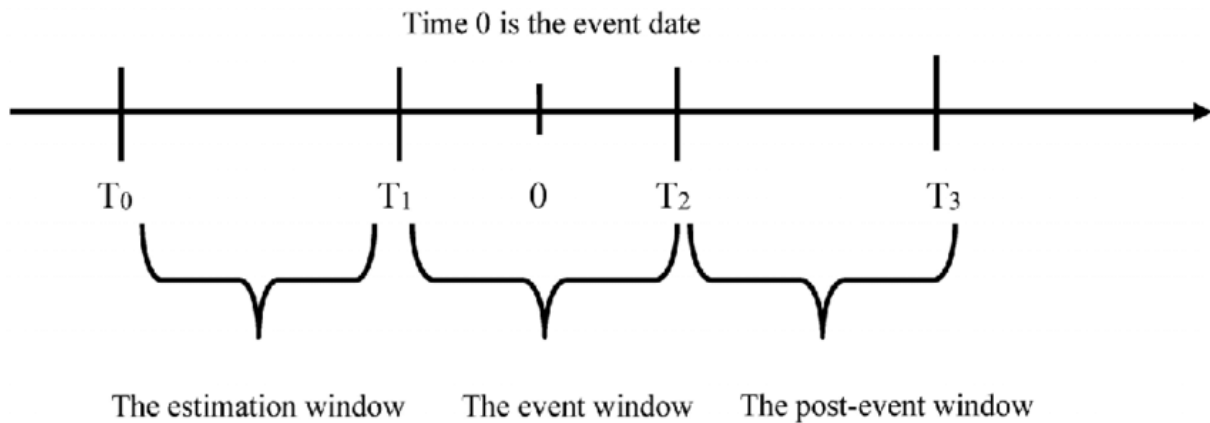 Time 0 is the event date
T0 T1 0 T2 T3
The estimation window The event window The post-event window